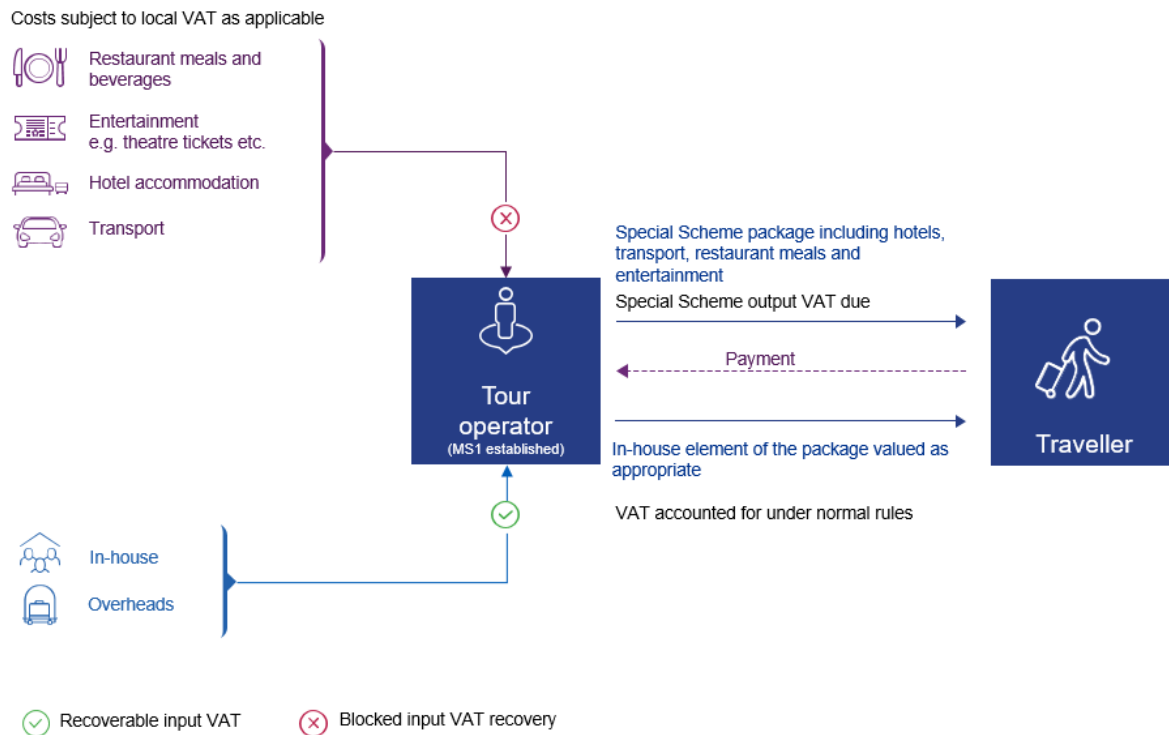 Costs subject to local VAT as applicable
Restaurant meals and
beverages
Entertainment
e.g. theatre tickets etc.
Hotel accommodation
Transport
Special Scheme package including hotels,
transport, restaurant meals and
entertainment
Special Scheme output VAT due
Payment
Tour
operator
(MS1 established)
Traveller
In-house element of the package valued as
appropriate
VAT accounted for under normal rules
In-house
Overheads
Recoverable input VAT
Blocked input VAT recovery